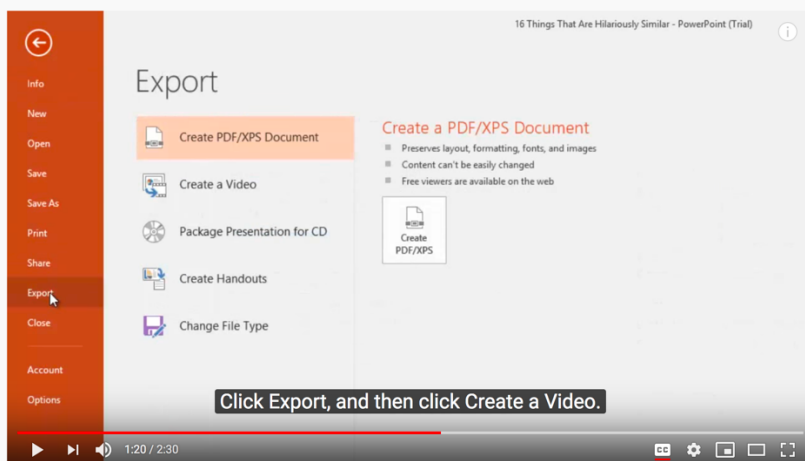 16 Things That Are Hilariously Similar - PowerPoint (Trial)
Info
New
Open
Save
Save As
Print
Share
Export
Close
Account
Options
Export
Create PDF/XPS Document
Create a Video
Package Presentation for CD
Create Handouts
Change File Type
Create a PDF/XPS Document
Preserves layout, formatting, fonts, and images
Content can't be easily changed
Free viewers are available on the web
Create
PDF/XPS
Click Export, and then click Create a Video.
1:20 / 2:30
CC